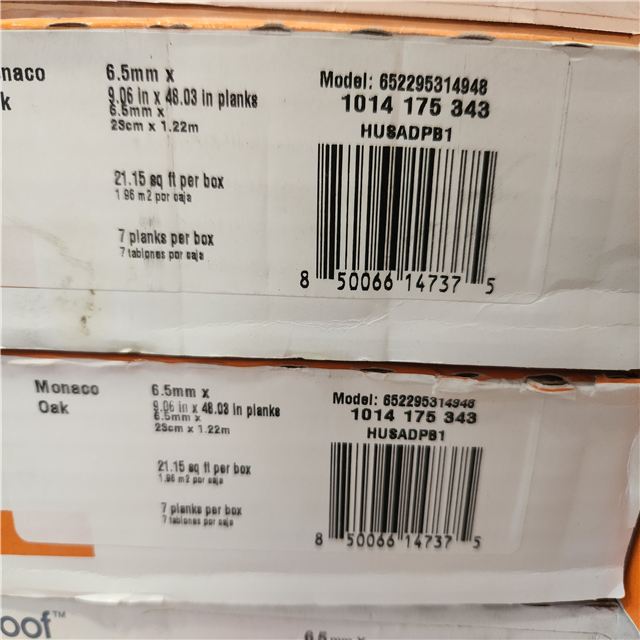 naco
k
6.5mm x
9.06 in x 48.03 in planks
6.5mm x
23cm x 1.22m
21.15 sq ft per box
1.96 m2 por caja
7 planks per box
7 tablones por caja
Model: 652295314948
1014 175 343
HUSADPB1
8 50066 14737 5
Monaco
Oak
6.5mm x
9.06 in x 48.03 in planks
6.5mm x
23cm x 1.22m
21.15 sq ft per box
1.96 m2 por caja
7 planks per box
7 tablones por caja
Model: 652295314948
1014 175 343
HUSADPB1
8 50066 14737 5
oof™
6.5mm x